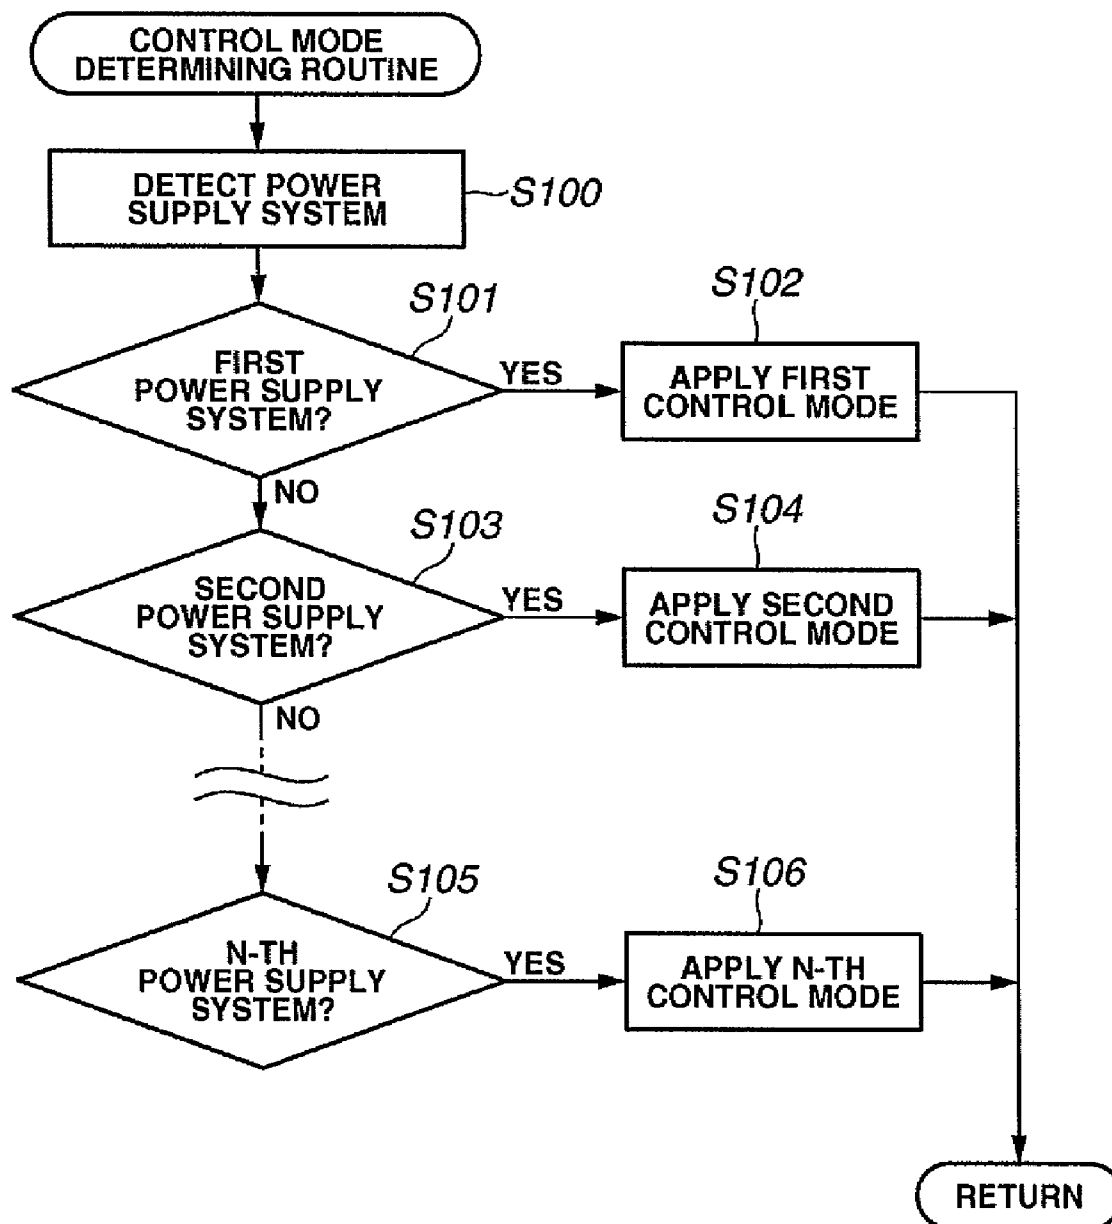 CONTROL MODE
DETERMINING ROUTINE
DETECT POWER
SUPPLY SYSTEM
S100
S101
FIRST
POWER SUPPLY
SYSTEM?
YES
S102
APPLY FIRST
CONTROL MODE
NO
S103
SECOND
POWER SUPPLY
SYSTEM?
YES
S104
APPLY SECOND
CONTROL MODE
NO
S105
N-TH
POWER SUPPLY
SYSTEM?
YES
S106
APPLY N-TH
CONTROL MODE
RETURN